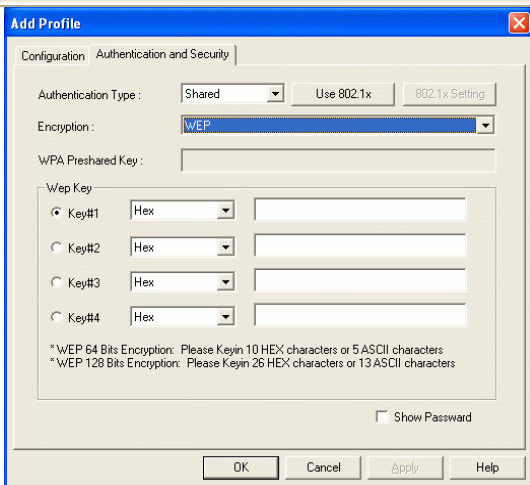 Add Profile
Configuration Authentication and Security
Authentication Type : Shared Use 802.1x 802.1x Setting
Encryption : WEP
WPA Preshared Key :
Wep Key
Key#1 Hex
Key#2 Hex
Key#3 Hex
Key#4 Hex
* WEP 64 Bits Encryption: Please Keyin 10 HEX characters or 5 ASCII characters
* WEP 128 Bits Encryption: Please Keyin 26 HEX characters or 13 ASCII characters
Show Password
OK Cancel Apply Help